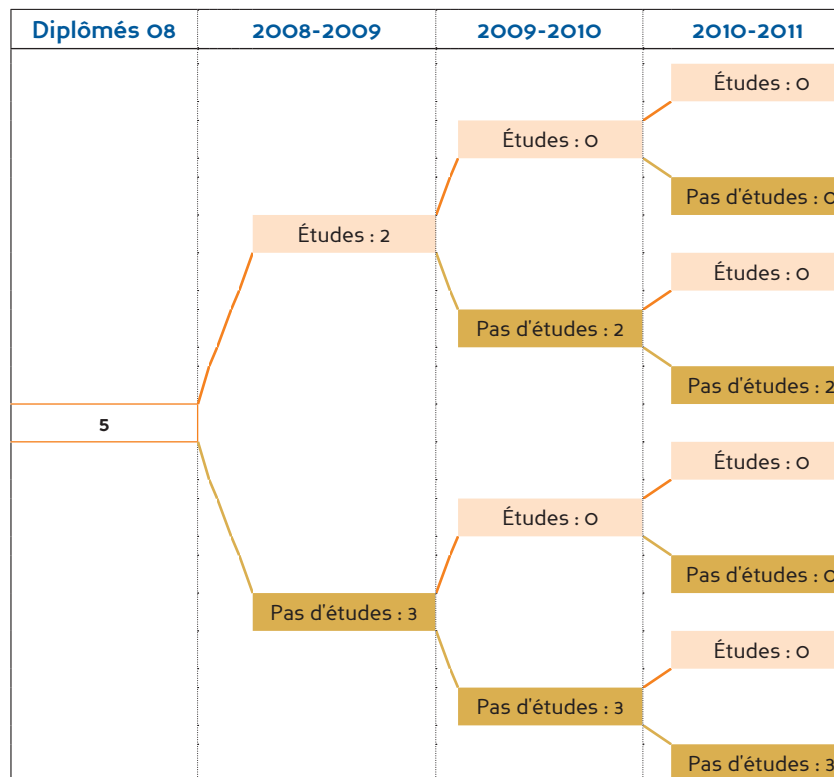 Diplômés 08 2008-2009 2009-2010 2010-2011
Études : 0
Études : 0
Pas d'études : 0
Études : 2
Études : 0
Pas d'études : 2
Pas d'études : 2
5
Études : 0
Études : 0
Pas d'études : 0
Pas d'études : 3
Études : 0
Pas d'études : 3
Pas d'études : 3